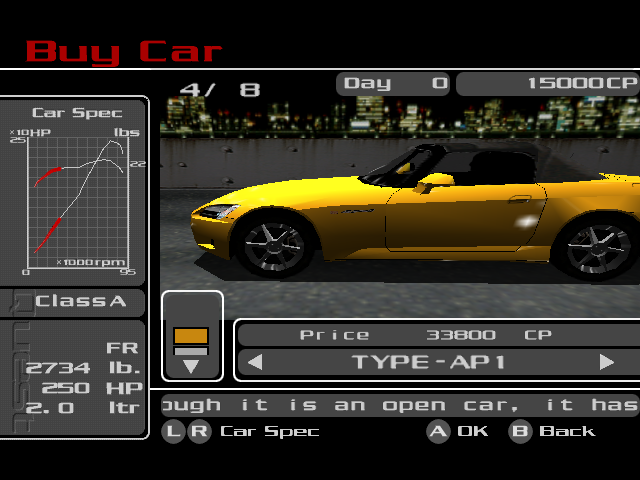 Buy Car
4/ 8
Day 0
15000CP
Car Spec
×10HP lbs
25
22
×1000rpm
0 95
ClassA
FR
2734 lb.
250 HP
2.0 ltr
Price 33800 CP
TYPE-AP1
ough it is an open car, it has
L R Car Spec A OK B Back